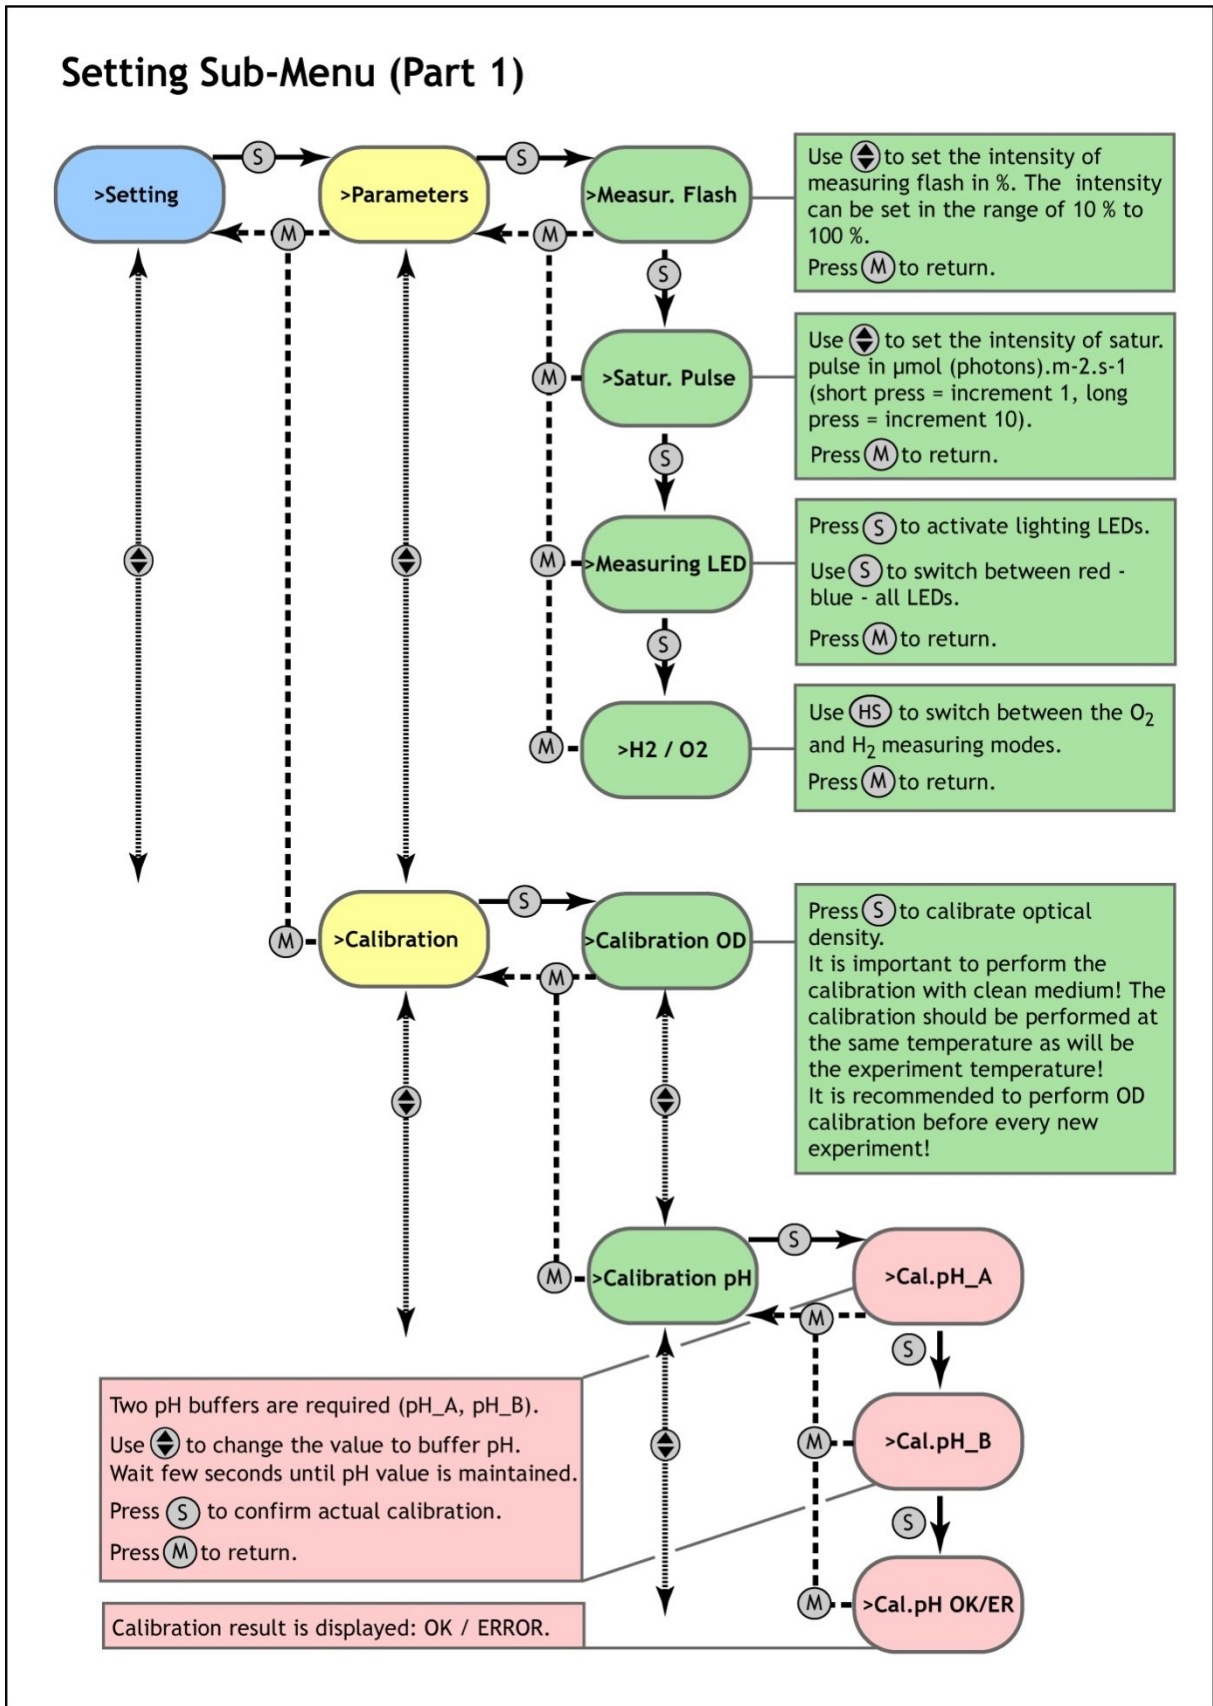 Setting Sub-Menu (Part 1)
>Setting
S
>Parameters
S
>Measur. Flash
M
M
Use to set the intensity of
measuring flash in %. The intensity
can be set in the range of 10 % to
100 %.
Press M to return.
S
>Satur. Pulse
M
Use to set the intensity of satur.
pulse in µmol (photons).m-2.s-1
(short press = increment 1, long
press = increment 10).
Press M to return.
S
>Measuring LED
M
Press S to activate lighting LEDs.
Use S to switch between red -
blue - all LEDs.
Press M to return.
S
>H2 / O2
M
Use HS to switch between the O2
and H2 measuring modes.
Press M to return.
>Calibration
M
S
>Calibration OD
M
Press S to calibrate optical
density.
It is important to perform the
calibration with clean medium! The
calibration should be performed at
the same temperature as will be
the experiment temperature!
It is recommended to perform OD
calibration before every new
experiment!
>Calibration pH
M
S
>Cal.pH_A
M
S
>Cal.pH_B
M
S
>Cal.pH OK/ER
M
Two pH buffers are required (pH_A, pH_B).
Use to change the value to buffer pH.
Wait few seconds until pH value is maintained.
Press S to confirm actual calibration.
Press M to return.
Calibration result is displayed: OK / ERROR.